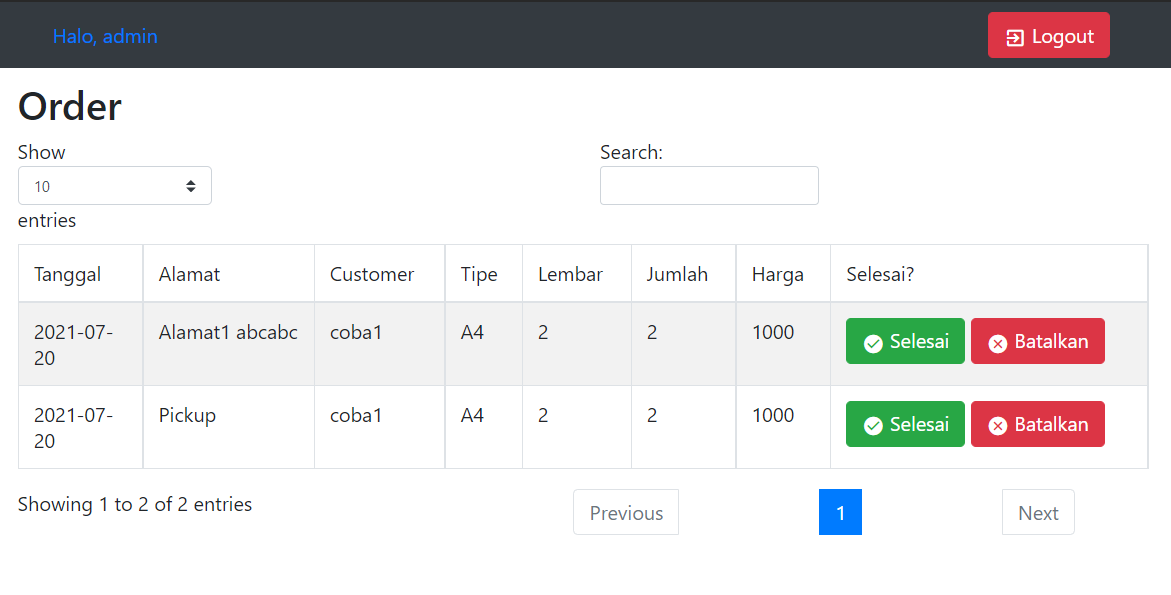 Halo, admin
Logout
Order
Show
Search:
10
entries
Tanggal Alamat Customer Tipe Lembar Jumlah Harga Selesai?
2021-07- Alamat1 abcabc coba1 A4 2 2 1000 Selesai Batalkan
20
2021-07- Pickup coba1 A4 2 2 1000 Selesai Batalkan
20
Showing 1 to 2 of 2 entries
Previous 1 Next